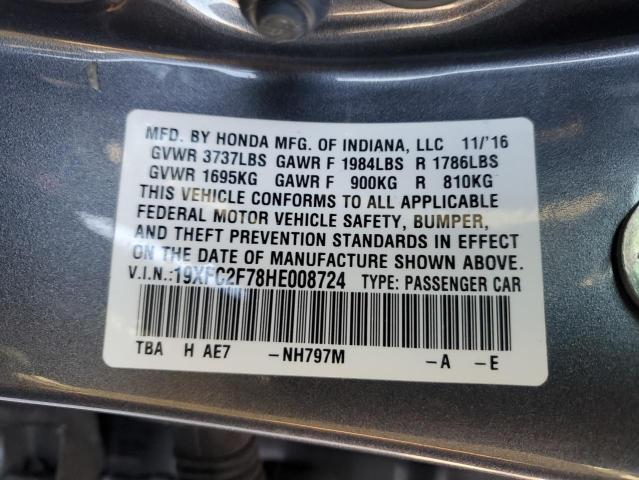 MFD. BY HONDA MFG. OF INDIANA, LLC 11/'16
GVWR 3737LBS GAWR F 1984LBS R 1786LBS
GVWR 1695KG GAWR F 900KG R 810KG
THIS VEHICLE CONFORMS TO ALL APPLICABLE
FEDERAL MOTOR VEHICLE SAFETY, BUMPER,
AND THEFT PREVENTION STANDARDS IN EFFECT
ON THE DATE OF MANUFACTURE SHOWN ABOVE.
V.I.N.:19XFC2F78HE008724 TYPE: PASSENGER CAR
TBA H AE7 -NH797M -A -E